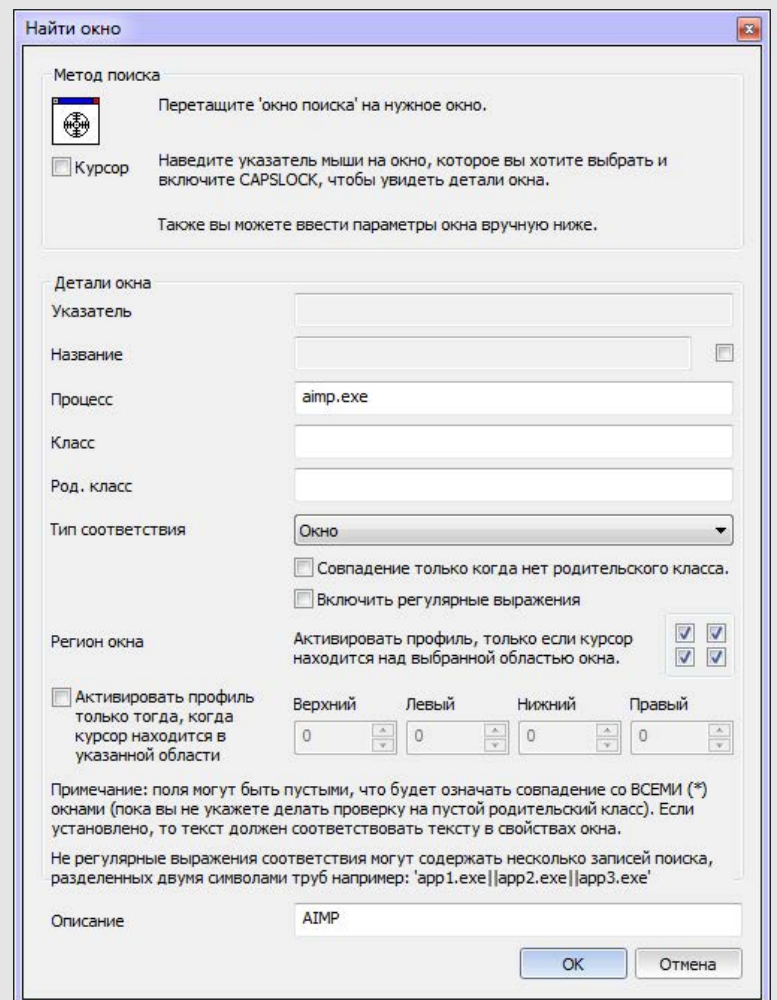 Найти окно
Метод поиска
Перетащите 'окно поиска' на нужное окно.
Курсор
Наведите указатель мыши на окно, которое вы хотите выбрать и
включите CAPSLOCK, чтобы увидеть детали окна.
Также вы можете ввести параметры окна вручную ниже.
Детали окна
Указатель
Название
Процесс
aimp.exe
Класс
Род. класс
Тип соответствия
Окно
Совпадение только когда нет родительского класса.
Включить регулярные выражения
Регион окна
Активировать профиль, только если курсор
находится над выбранной областью окна.
Активировать профиль
только тогда, когда
курсор находится в
указанной области
Верхний Левый Нижний Правый
0 0 0 0
Примечание: поля могут быть пустыми, что будет означать совпадение со ВСЕМИ (*)
окнами (пока вы не укажете делать проверку на пустой родительский класс). Если
установлено, то текст должен соответствовать тексту в свойствах окна.
Не регулярные выражения соответствия могут содержать несколько записей поиска,
разделенных двумя символами труб например: 'app1.exe||app2.exe||app3.exe'
Описание
AIMP
OK Отмена